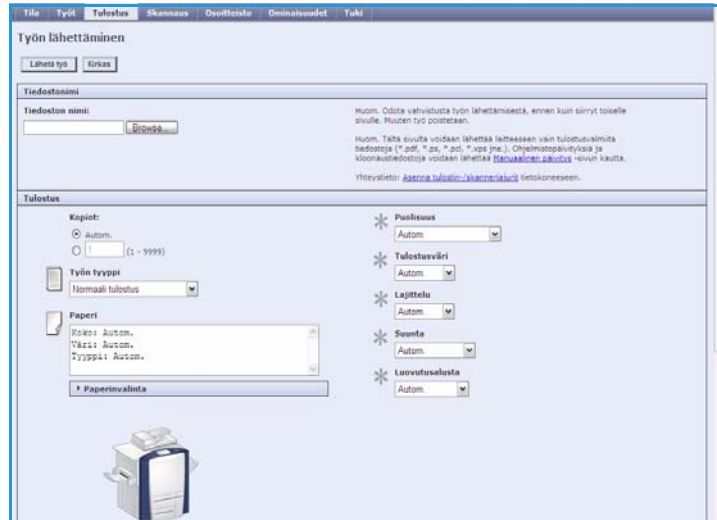 Tila Työt Tulostus Skannaus Osoitteisto Ominaisuudet Tuki
Työn lähettäminen
Lähetä työ Kirkas
Tiedostonimi
Tiedoston nimi:
Browse...
Huom. Odota vahvistusta työn lähettämisestä, ennen kuin siirryt toiselle
sivulle. Muuten työ poistetaan.
Huom. Tältä sivulta voidaan lähettää laitteeseen vain tulostusvalmiita
tiedostoja (*.pdf, *.ps, *.pcl, *.xps jne.). Ohjelmistopäivityksiä ja
kloonaustiedostoja voidaan lähettää Manuaalinen päivitys -sivun kautta.
Yhteystieto: Asenna tulostin-/skanneriajurit tietokoneeseen.
Tulostus
Kopiot:
Autom.
1 (1 - 9999)
Työn tyyppi
Normaali tulostus
Paperi
Koko: Autom.
Väri: Autom.
Tyyppi: Autom.
Paperinvalinta
Puolisuus
Autom.
Tulostusväri
Autom.
Lajittelu
Autom.
Suunta
Autom.
Luovutusalusta
Autom.